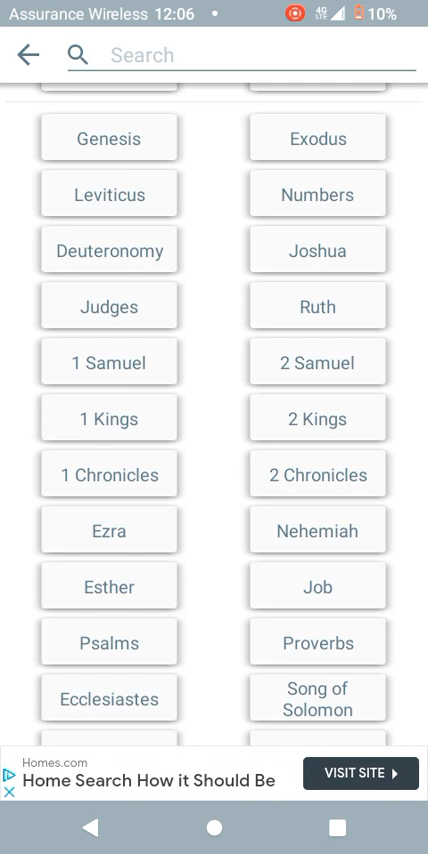 Assurance Wireless 12:06 4G LTE 10%
Search
Genesis Exodus
Leviticus Numbers
Deuteronomy Joshua
Judges Ruth
1 Samuel 2 Samuel
1 Kings 2 Kings
1 Chronicles 2 Chronicles
Ezra Nehemiah
Esther Job
Psalms Proverbs
Ecclesiastes Song of
Solomon
Homes.com
Home Search How it Should Be
VISIT SITE